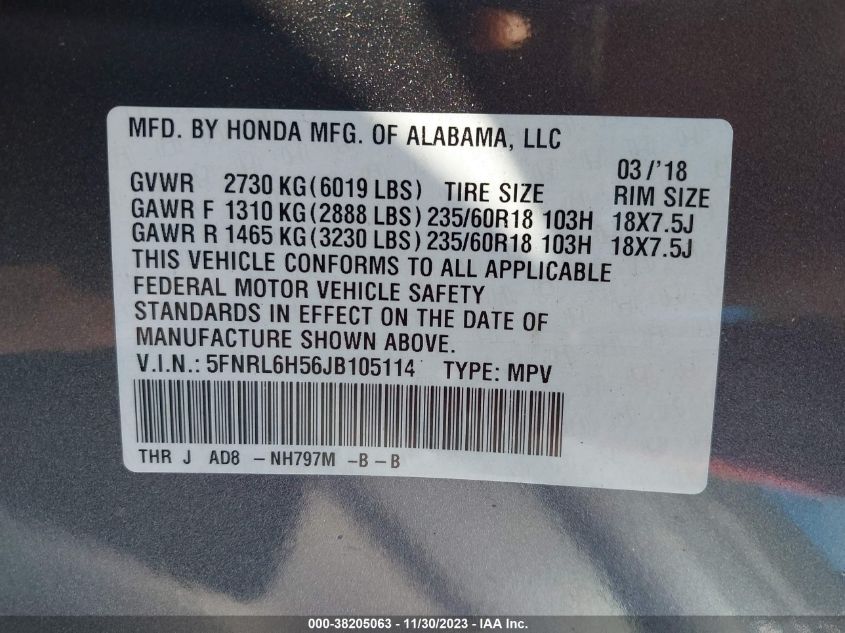 MFD. BY HONDA MFG. OF ALABAMA, LLC
03/'18
GVWR 2730 KG(6019 LBS) TIRE SIZE RIM SIZE
GAWR F 1310 KG(2888 LBS) 235/60R18 103H 18X7.5J
GAWR R 1465 KG(3230 LBS) 235/60R18 103H 18X7.5J
THIS VEHICLE CONFORMS TO ALL APPLICABLE
FEDERAL MOTOR VEHICLE SAFETY
STANDARDS IN EFFECT ON THE DATE OF
MANUFACTURE SHOWN ABOVE.
V.I.N.: 5FNRL6H56JB105114 TYPE: MPV
THR J AD8 -NH797M -B-B
000-38205063 - 11/30/2023 - IAA Inc.